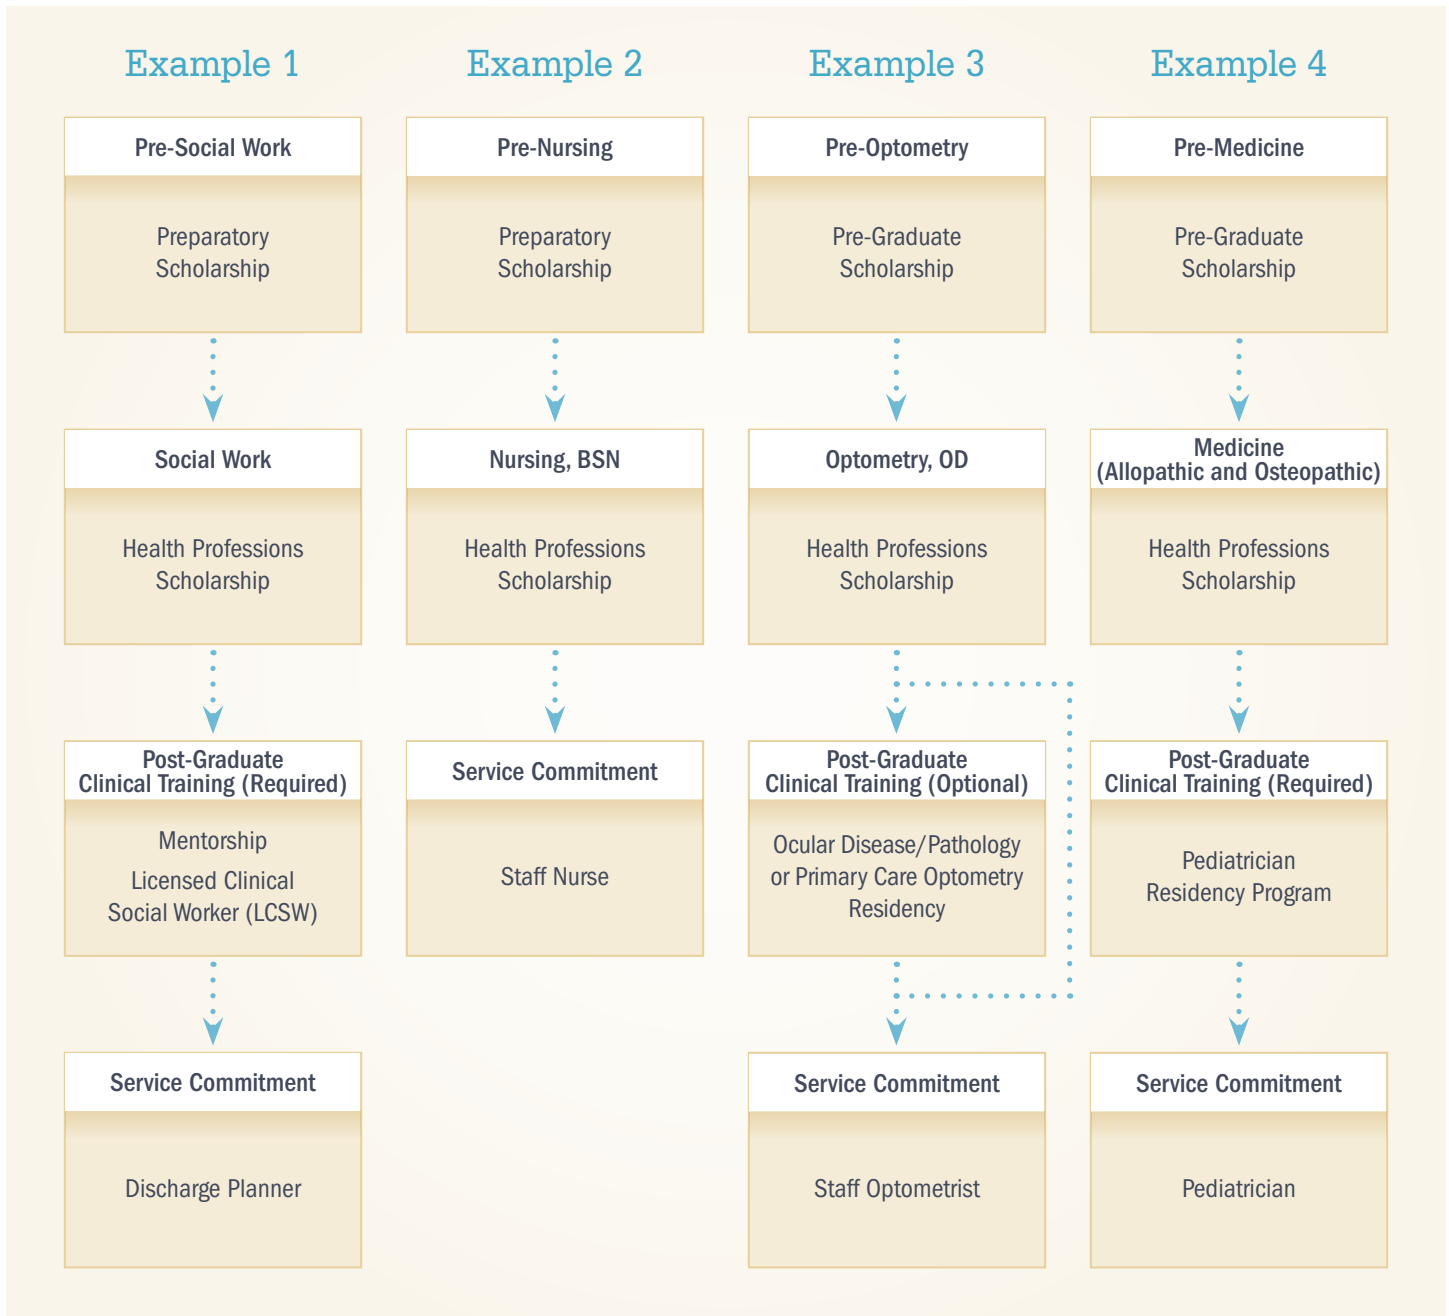 Example 1
Pre-Social Work
Preparatory
Scholarship
Social Work
Health Professions
Scholarship
Post-Graduate
Clinical Training (Required)
Mentorship
Licensed Clinical
Social Worker (LCSW)
Service Commitment
Discharge Planner
Example 2
Pre-Nursing
Preparatory
Scholarship
Nursing, BSN
Health Professions
Scholarship
Service Commitment
Staff Nurse
Example 3
Pre-Optometry
Pre-Graduate
Scholarship
Optometry, OD
Health Professions
Scholarship
Post-Graduate
Clinical Training (Optional)
Ocular Disease/Pathology
or Primary Care Optometry
Residency
Service Commitment
Staff Optometrist
Example 4
Pre-Medicine
Pre-Graduate
Scholarship
Medicine
(Allopathic and Osteopathic)
Health Professions
Scholarship
Post-Graduate
Clinical Training (Required)
Pediatrician
Residency Program
Service Commitment
Pediatrician